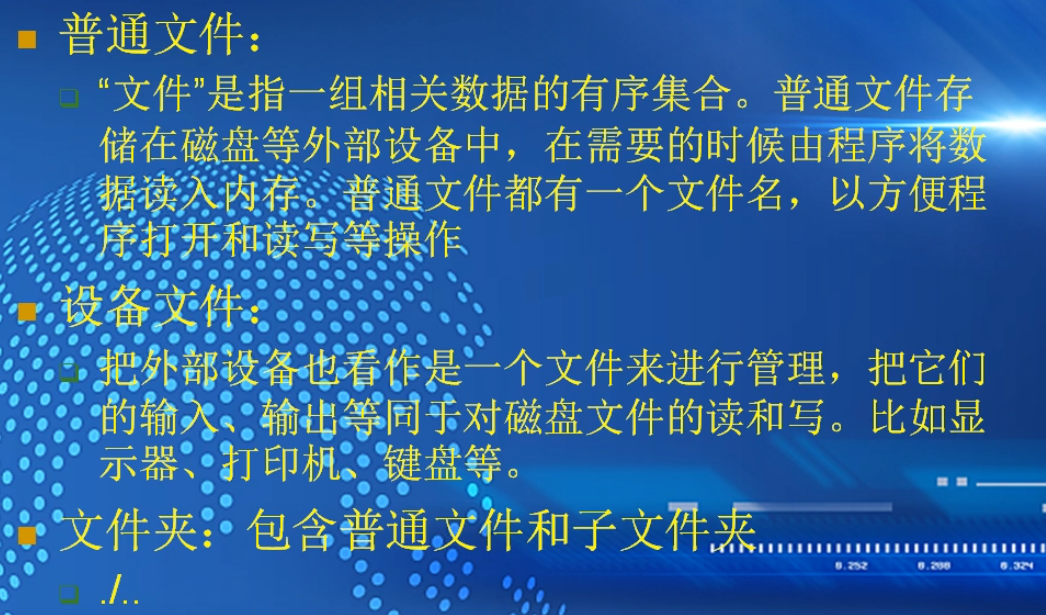 普通文件：
“文件”是指一组相关数据的有序集合。普通文件存
储在磁盘等外部设备中，在需要的时候由程序将数
据读入内存。普通文件都有一个文件名，以方便程
序打开和读写等操作
设备文件：
把外部设备也看作是一个文件来进行管理，把它们
的输入、输出等同于对磁盘文件的读和写。比如显
示器、打印机、键盘等。
文件夹：包含普通文件和子文件夹
0.252 0.288 0.324
./..